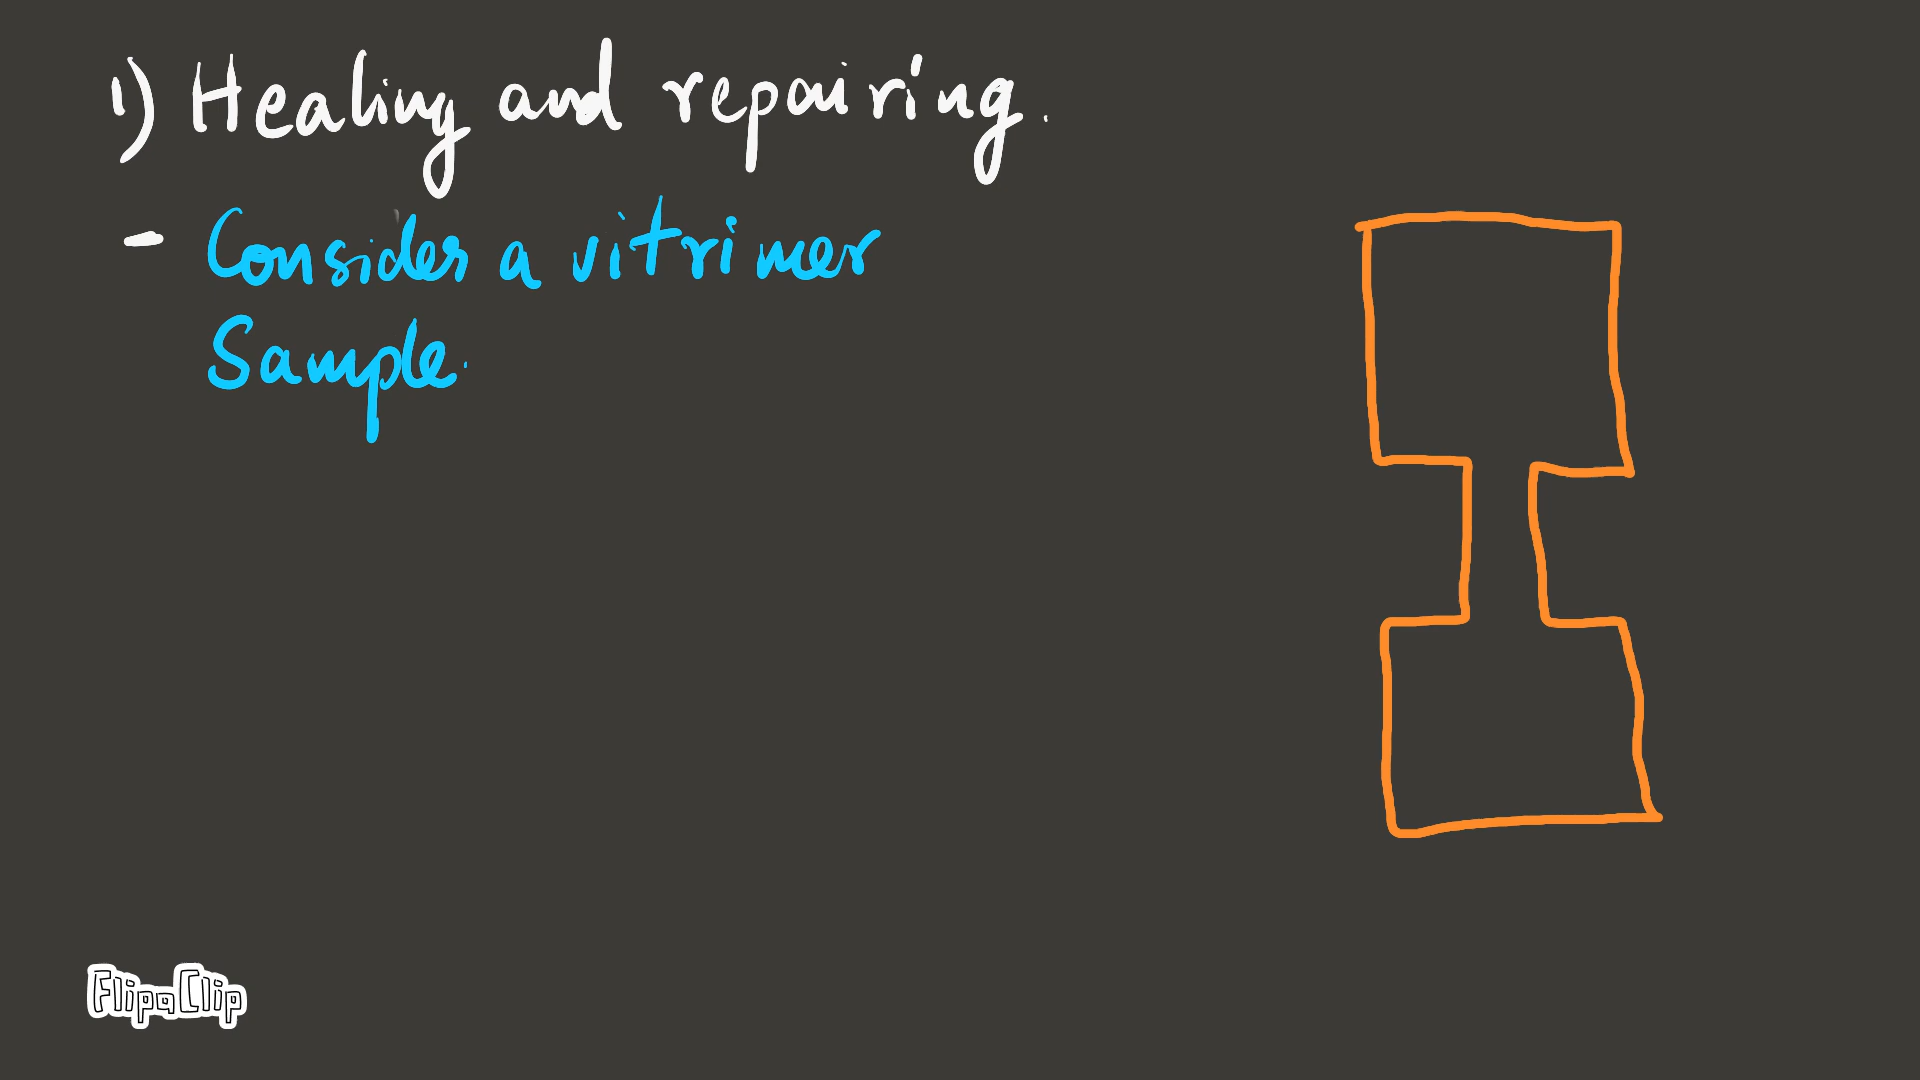 1) Healing and repairing.
- Consider a vitrimer
Sample.
FlipaClip